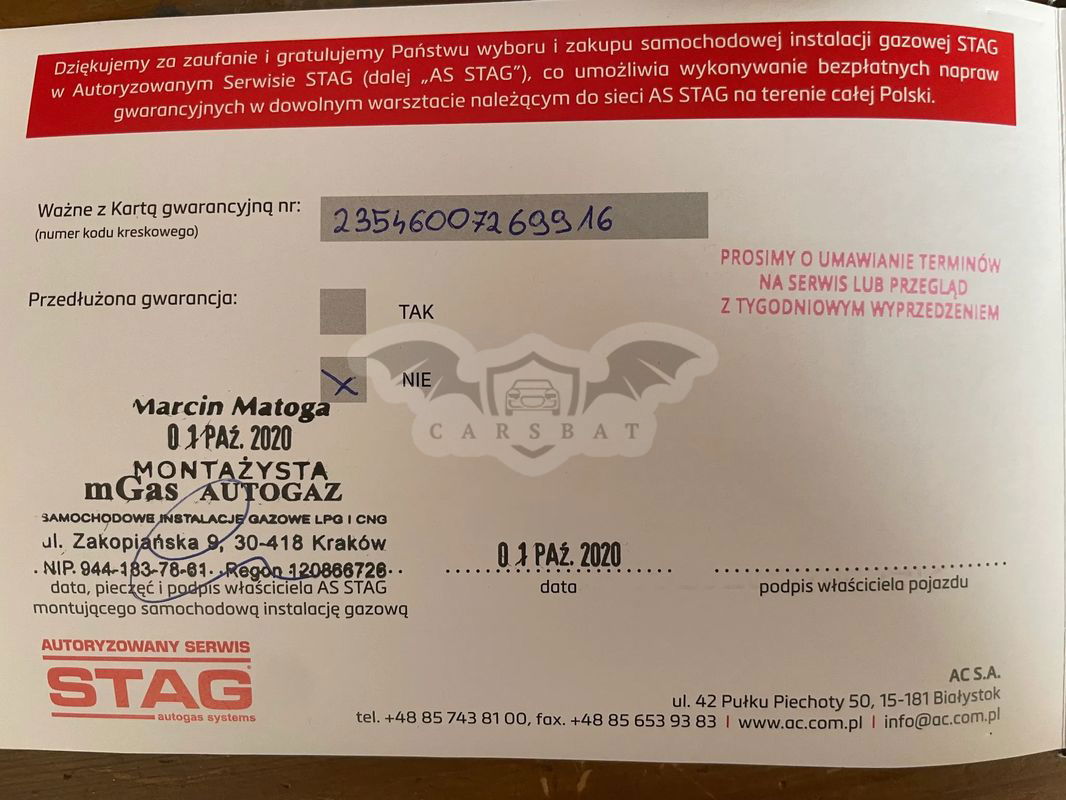 Dziękujemy za zaufanie i gratulujemy Państwu wyboru i zakupu samochodowej instalacji gazowej STAG
w Autoryzowanym Serwisie STAG (dalej „AS STAG”), co umożliwia wykonywanie bezpłatnych napraw
gwarancyjnych w dowolnym warsztacie należącym do sieci AS STAG na terenie całej Polski.
Ważne z Kartą gwarancyjną nr:
(numer kodu kreskowego)
23546007269916
PROSIMY O UMAWIANIE TERMINÓW
NA SERWIS LUB PRZEGLĄD
Z TYGODNIOWYM WYPRZEDZENIEM
Przedłużona gwarancja:
TAK
X NIE
CARSBAT
Marcin Matoga
01 PAŹ. 2020
MONTAŻYSTA
mGas AUTOGAZ
SAMOCHODOWE INSTALACJE GAZOWE LPG I CNG
ul. Zakopiańska 9, 30-418 Kraków
NIP 944-183-78-61 Regon 120866726
data, pieczęć i podpis właściciela AS STAG
montującego samochodową instalację gazową
01 PAŹ. 2020
data
podpis właściciela pojazdu
AUTORYZOWANY SERWIS
STAG
autogas systems
AC S.A.
ul. 42 Pułku Piechoty 50, 15-181 Białystok
tel. +48 85 743 81 00, fax. +48 85 653 93 83 | www.ac.com.pl | info@ac.com.pl